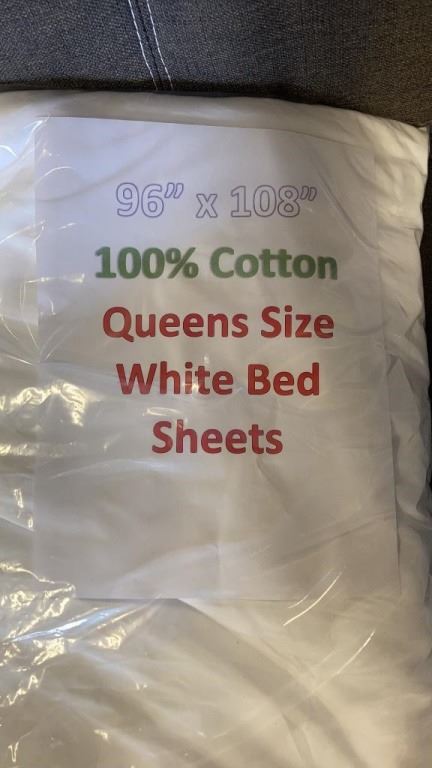 96” x 108”
100% Cotton
Queens Size
White Bed
Sheets